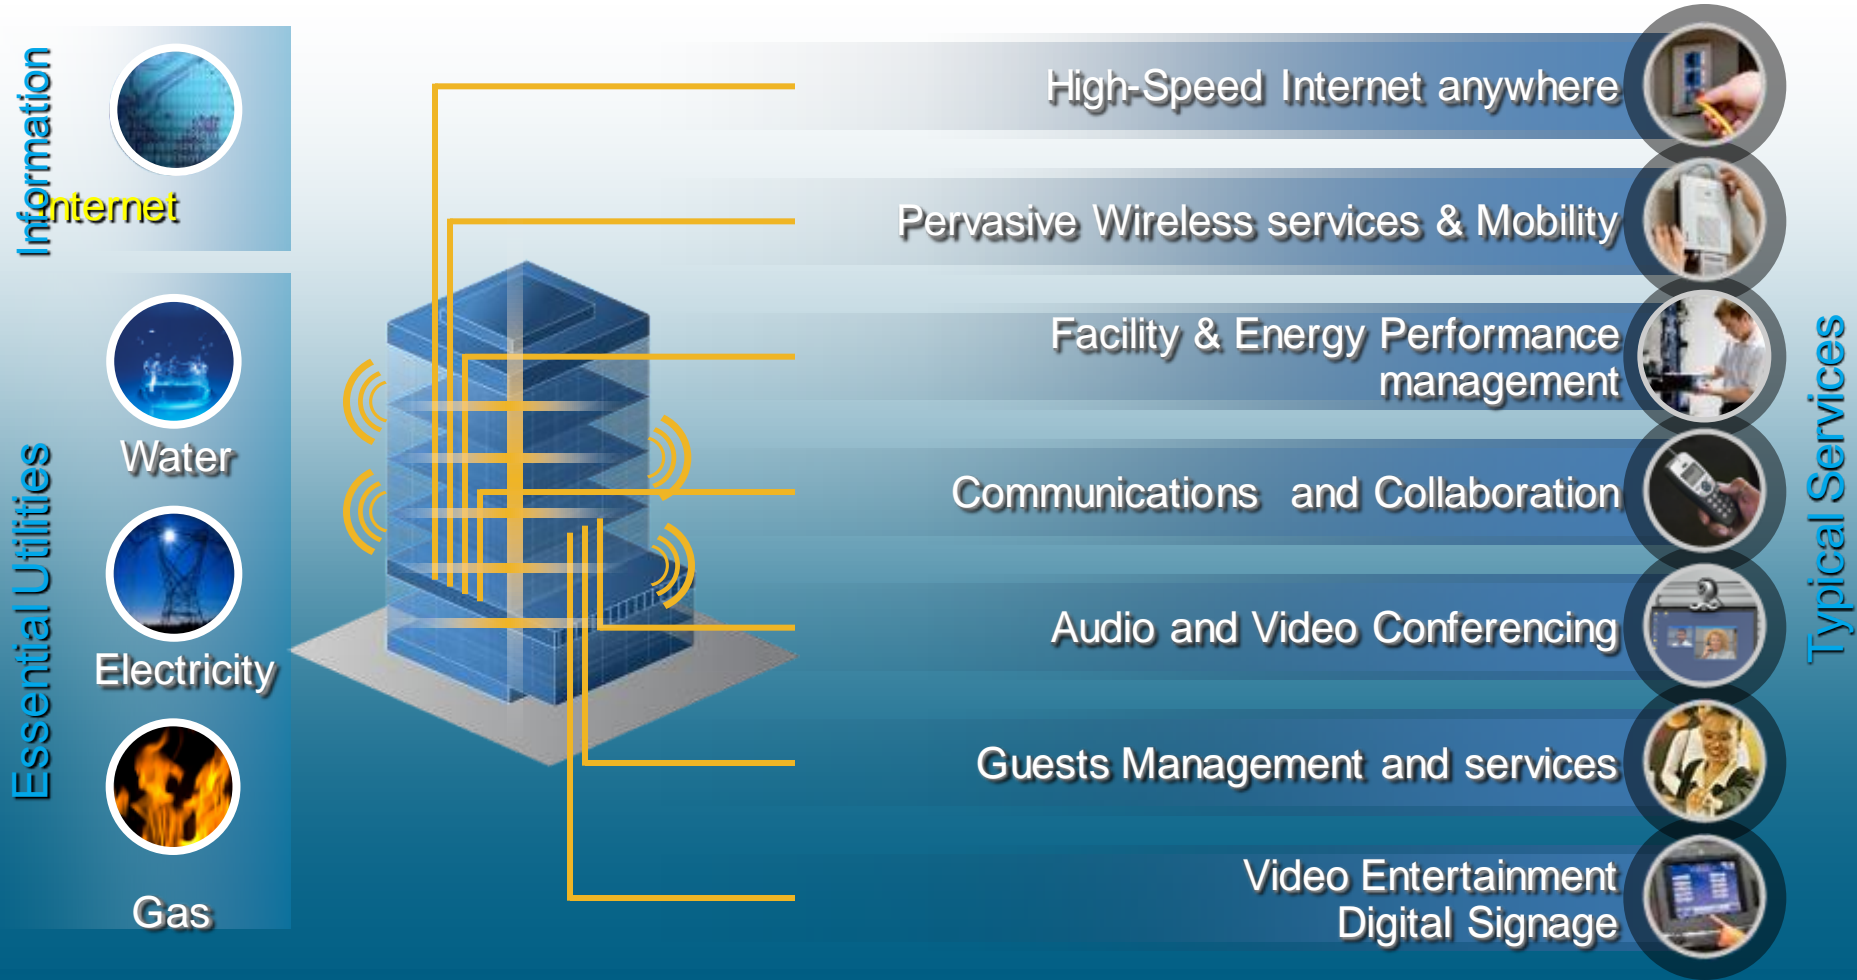 Information
Internet
Essential Utilities
Water
Electricity
Gas
High-Speed Internet anywhere
Pervasive Wireless services & Mobility
Facility & Energy Performance
management
Communications and Collaboration
Audio and Video Conferencing
Guests Management and services
Video Entertainment
Digital Signage
Typical Services